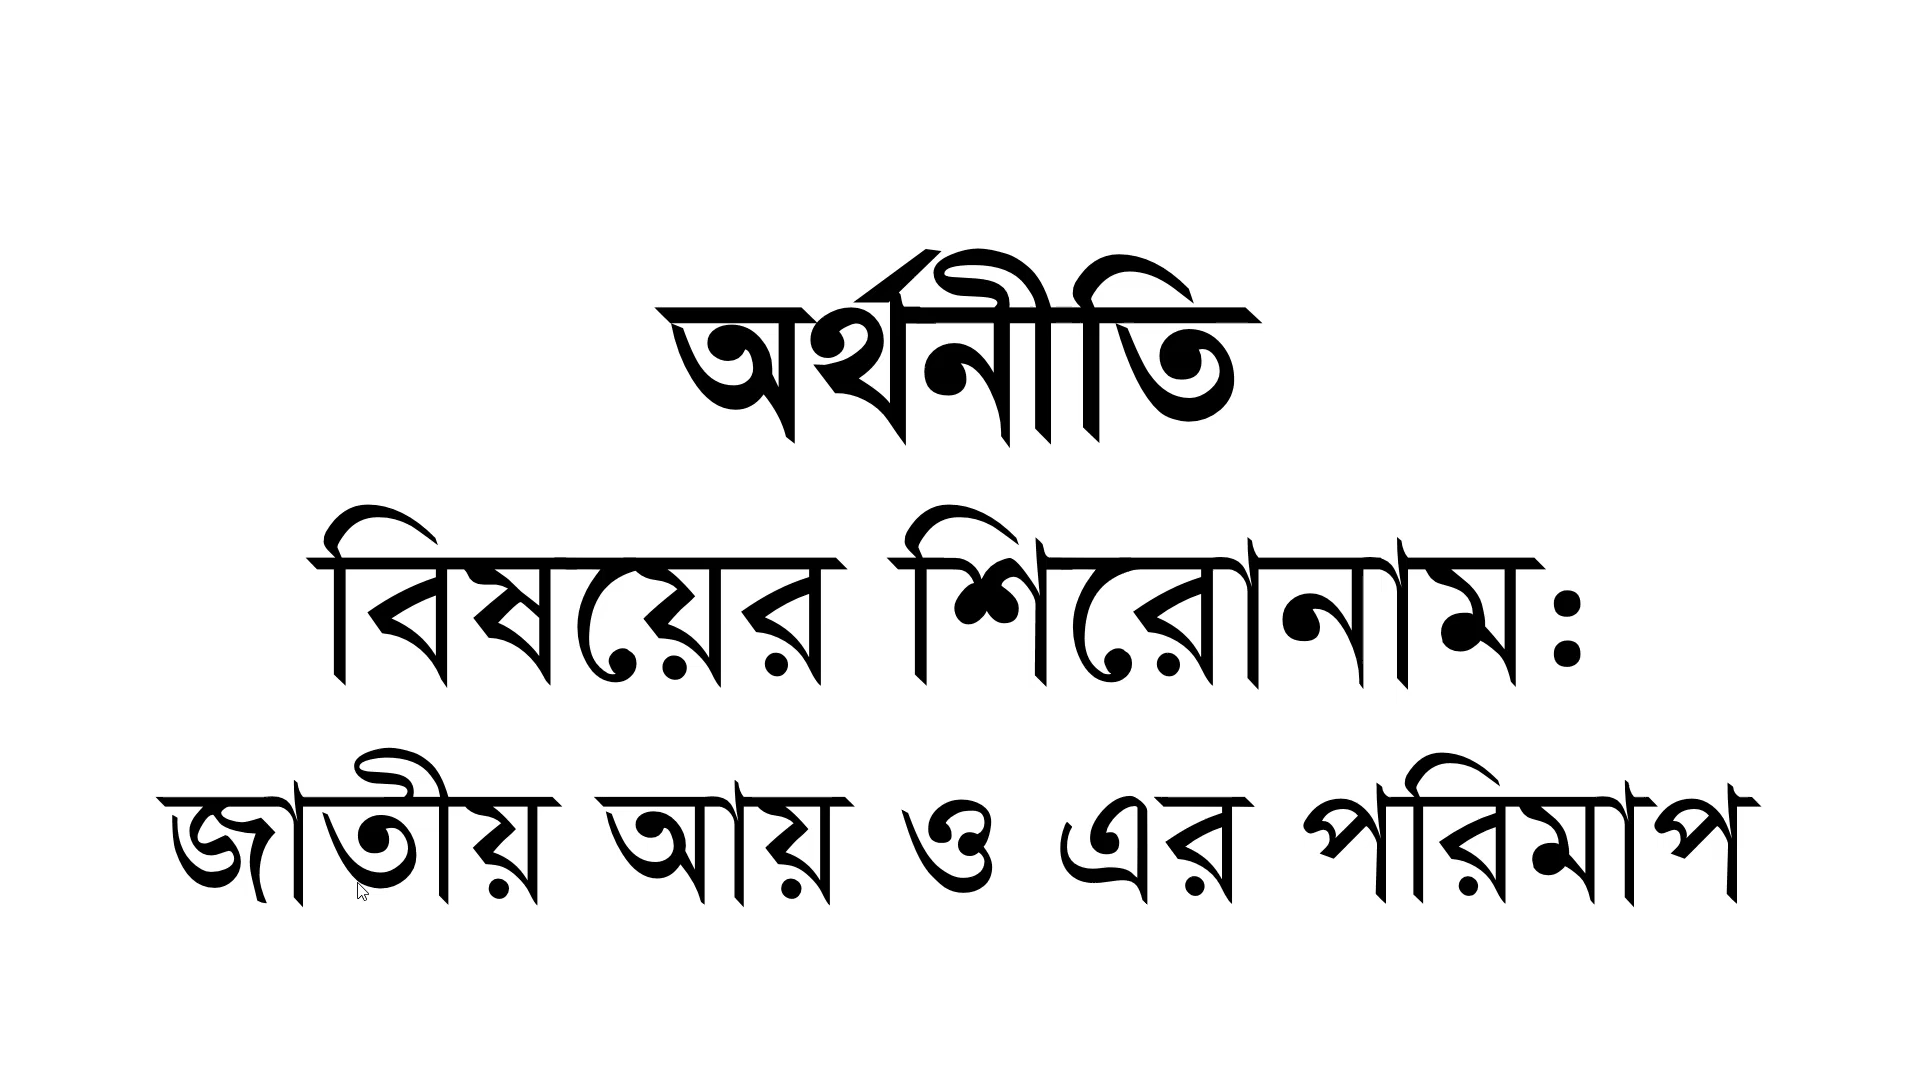 অর্থনীতি
বিষয়ের শিরোনাম:
জাতীয় আয় ও এর পরিমাপ